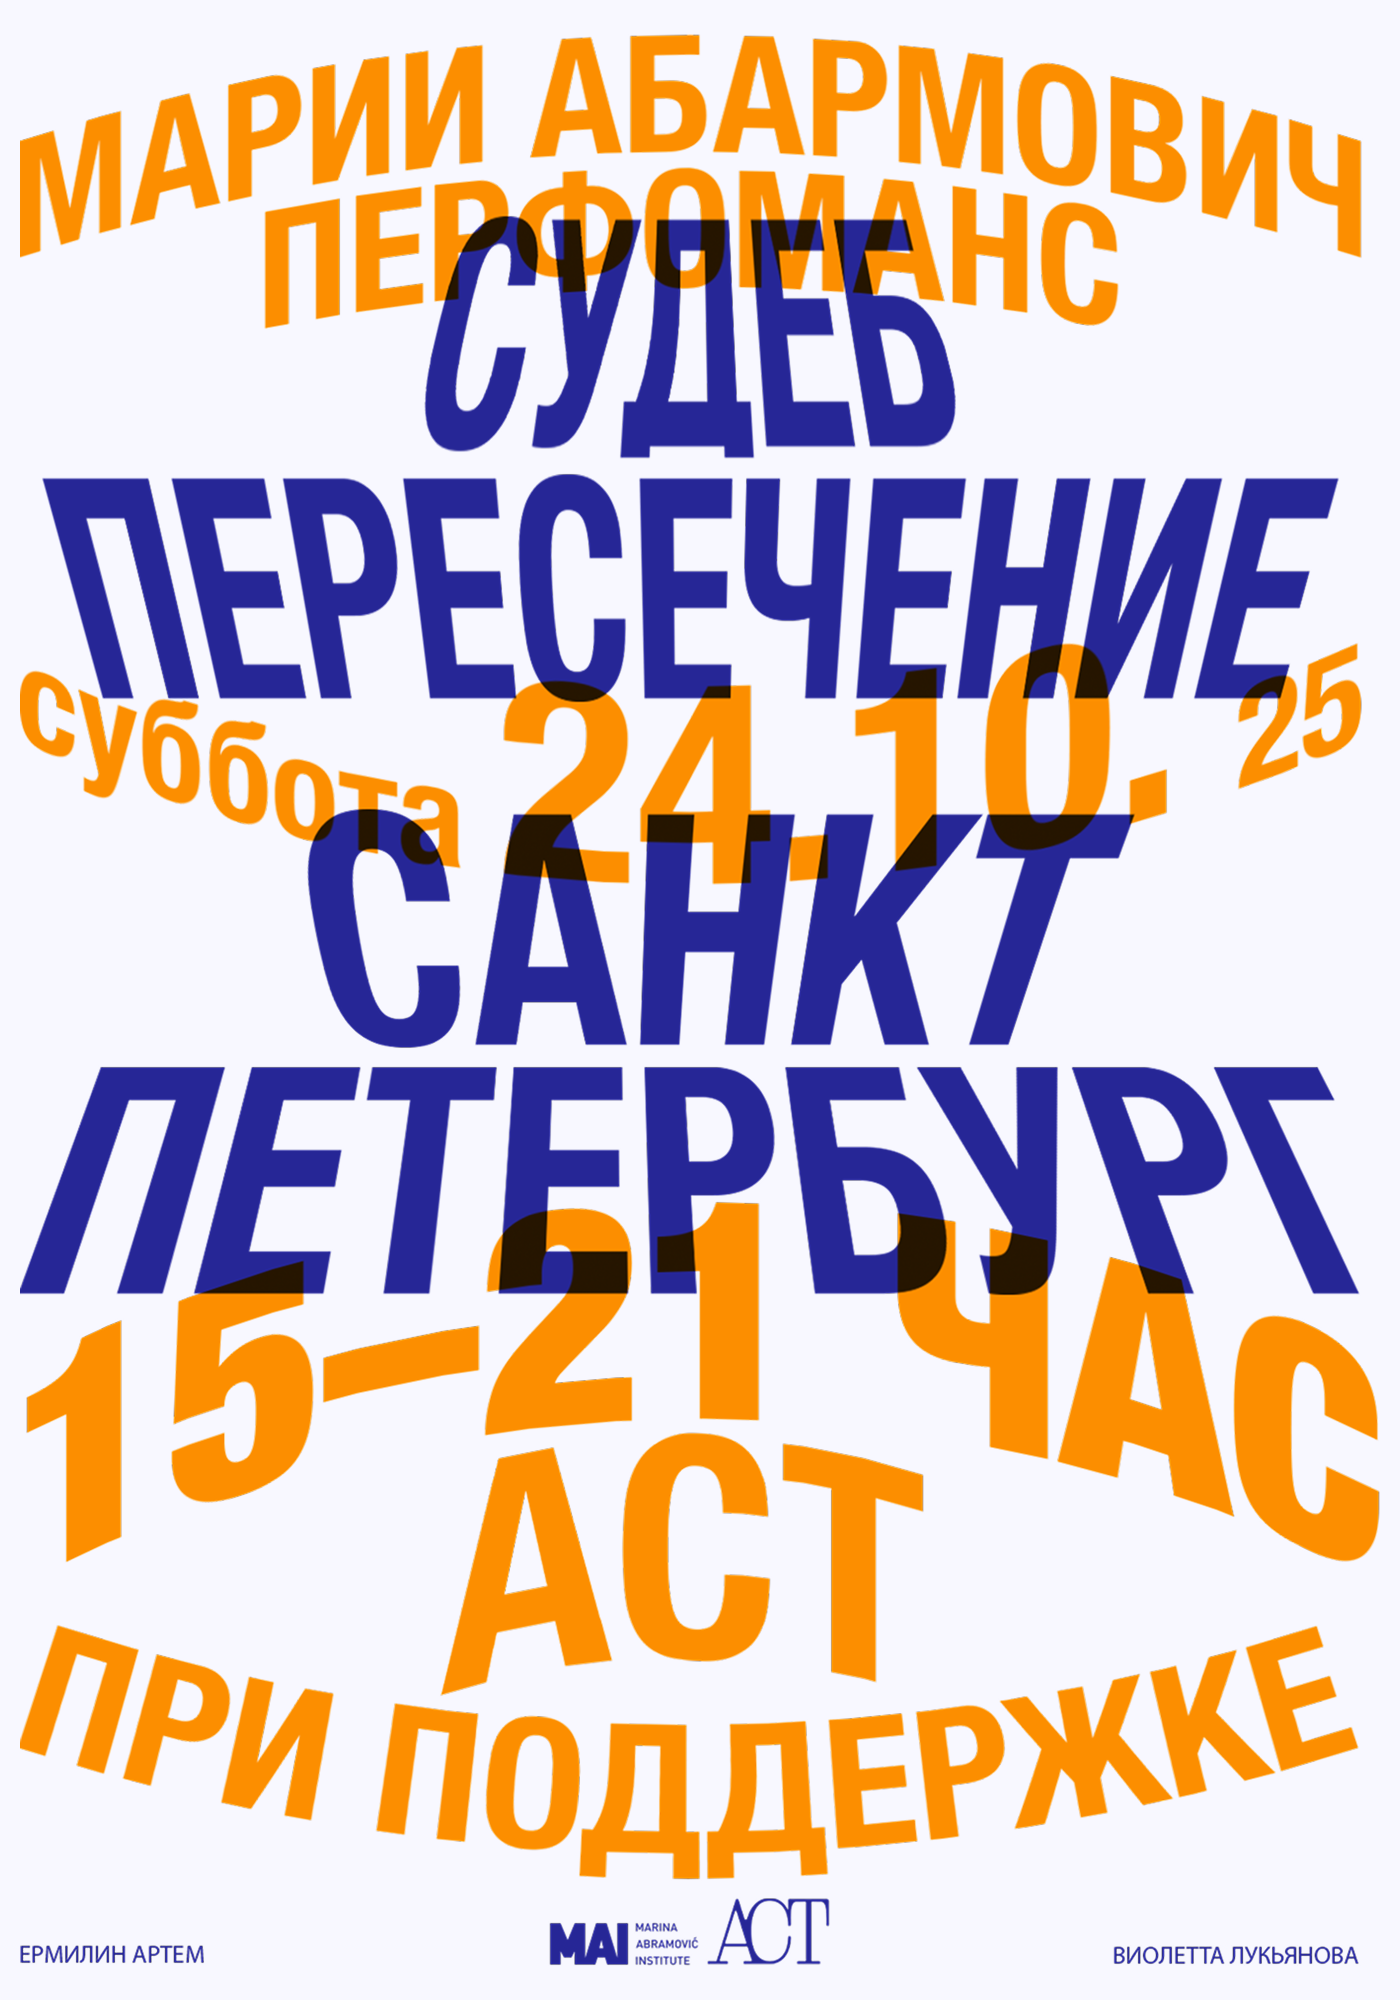 МАРИИ АБАРМОВИЧ
ПЕРФОМАНС
СУДЕБ
ПЕРЕСЕЧЕНИЕ
суббота 24.10. 25
САНКТ
ПЕТЕРБУРГ
15–21 ЧАС
АСТ
ПРИ ПОДДЕРЖКЕ
ЕРМИЛИН АРТЕМ
MAI MARINA
ABRAMOVIĆ
INSTITUTE
ACT
ВИОЛЕТТА ЛУКЬЯНОВА